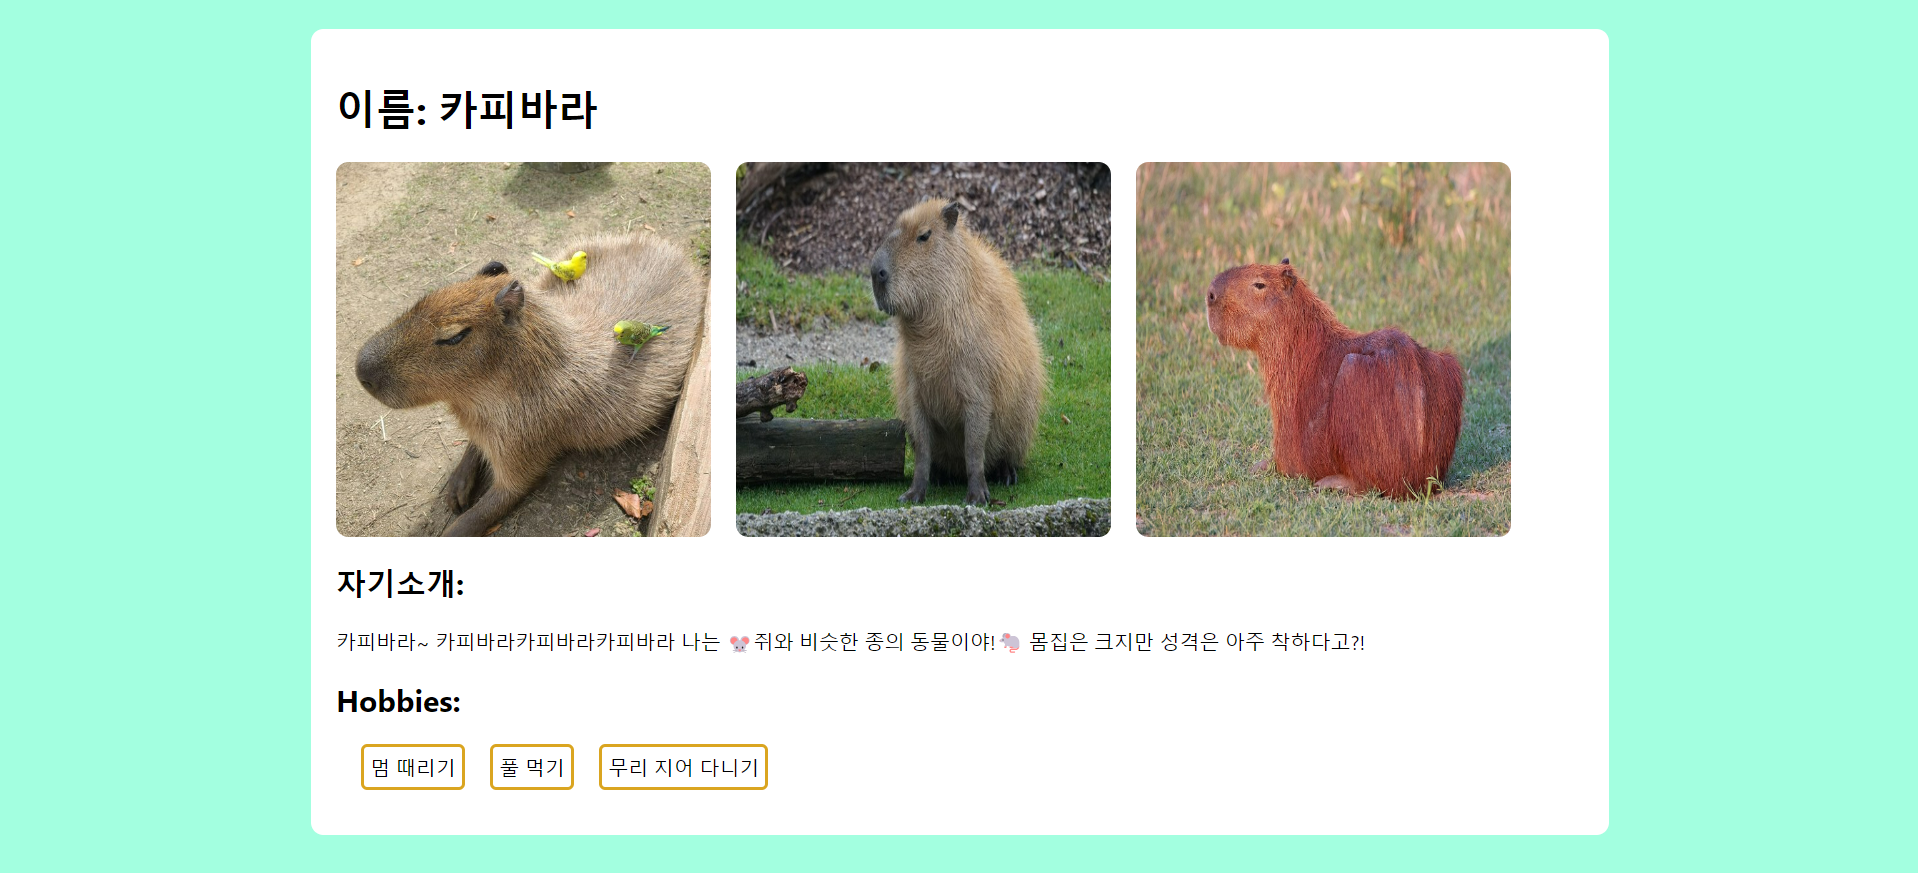 이름: 카피바라
자기소개:
카피바라~ 카피바라카피바라카피바라 나는 🐭쥐와 비슷한 종의 동물이야!🐁 몸집은 크지만 성격은 아주 착하다고?!
Hobbies:
멈 때리기 풀 먹기 무리 지어 다니기